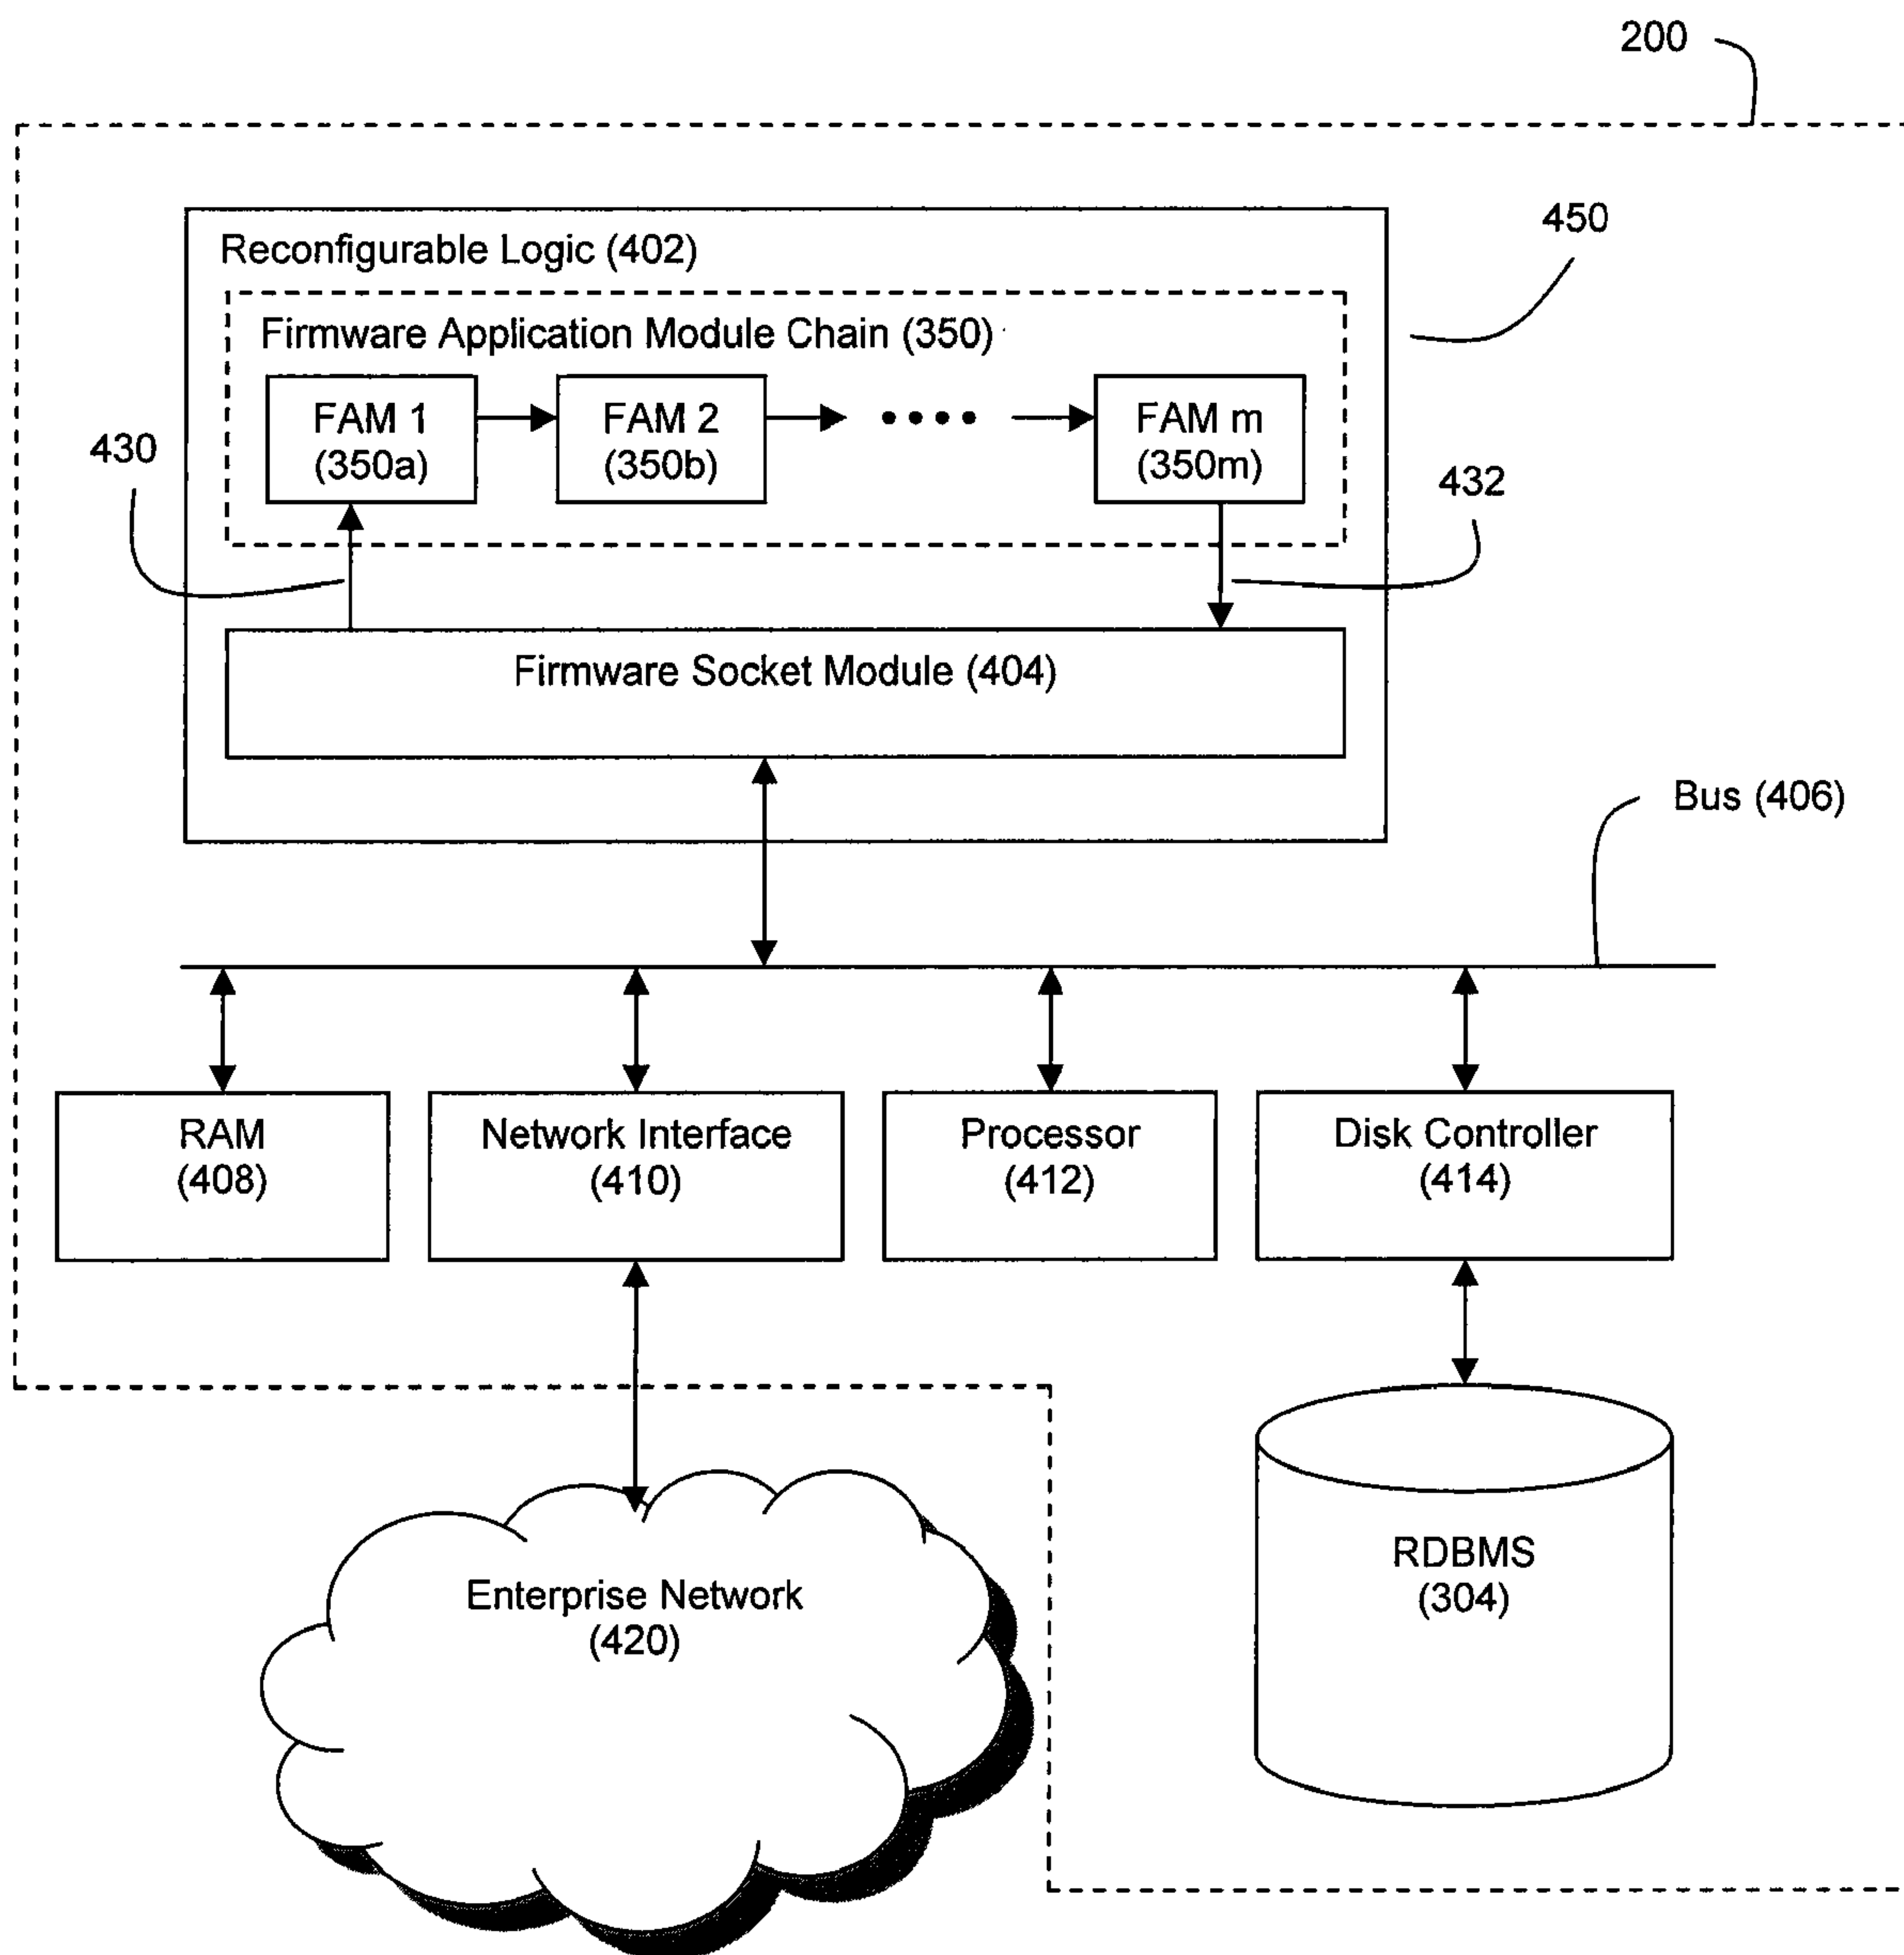 200
450
Reconfigurable Logic (402)
Firmware Application Module Chain (350)
FAM 1
(350a)
FAM 2
(350b)
FAM m
(350m)
430
432
Firmware Socket Module (404)
Bus (406)
RAM
(408)
Network Interface
(410)
Processor
(412)
Disk Controller
(414)
Enterprise Network
(420)
RDBMS
(304)